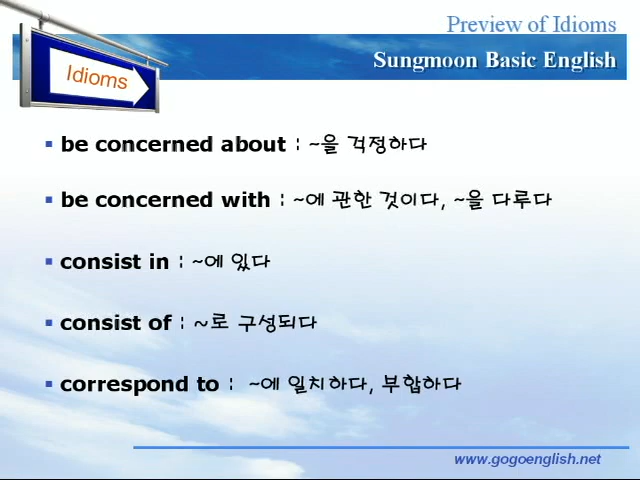 Preview of Idioms
Sungmoon Basic English
Idioms
be concerned about : ~을 걱정하다
be concerned with : ~에 관한 것이다, ~을 다루다
consist in : ~에 있다
consist of : ~로 구성되다
correspond to : ~에 일치하다, 부합하다
www.gogoenglish.net